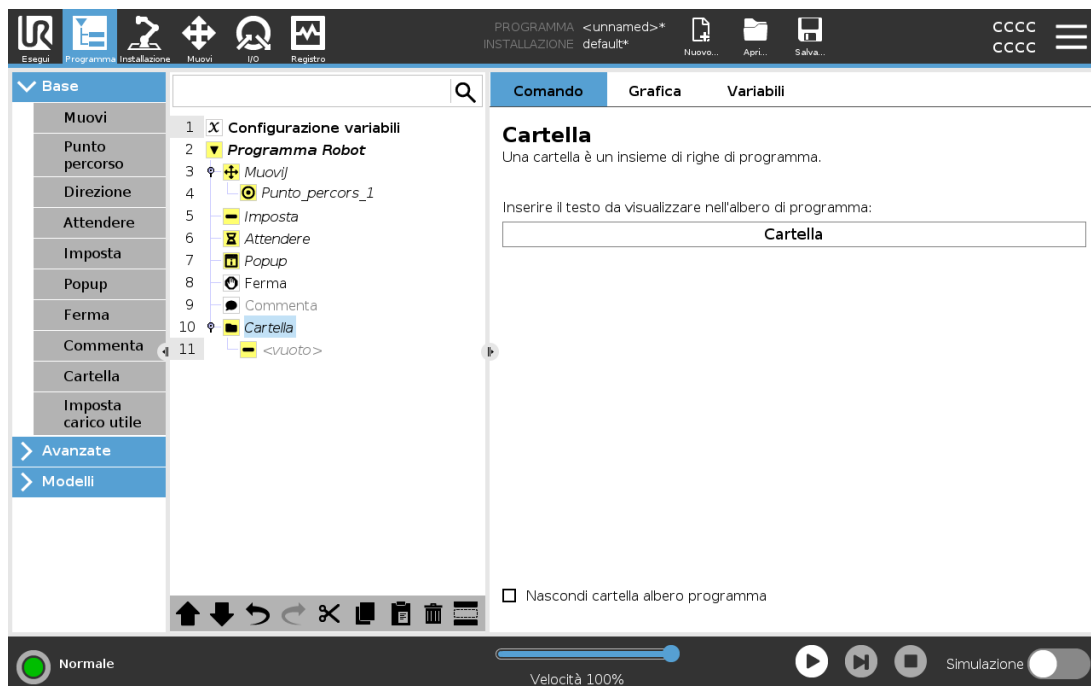 PROGRAMMA <unnamed>*
INSTALLAZIONE default*
UR
Esegui
Programma
Installazione
Muovi
I/O
Registro
Nuovo...
Apri...
Salva...
CCCC
CCCC
Base
Muovi
Punto
percorso
Direzione
Attendere
Imposta
Popup
Ferma
Commenta
Cartella
Imposta
carico utile
Avanzate
Modelli
1 X Configurazione variabili
2 Programma Robot
3 MuoviJ
4 Punto_percors_1
5 Imposta
6 Attendere
7 Popup
8 Ferma
9 Commenta
10 Cartella
11 <vuoto>
Comando Grafica Variabili
Cartella
Una cartella è un insieme di righe di programma.
Inserire il testo da visualizzare nell'albero di programma:
Cartella
Nascondi cartella albero programma
Normale
Velocità 100%
Simulazione